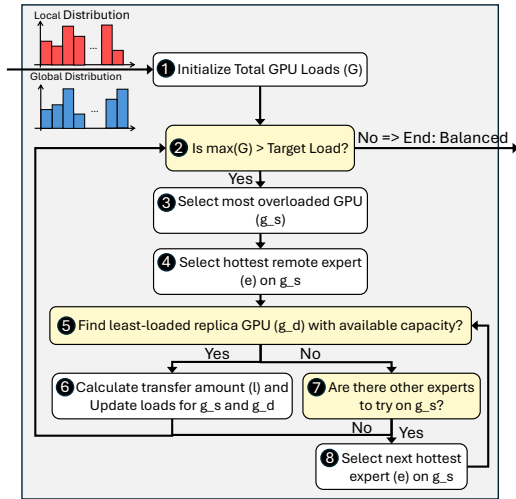 Local Distribution
...
Global Distribution
...
1 Initialize Total GPU Loads (G)
2 Is max(G) > Target Load?
No => End: Balanced
Yes
3 Select most overloaded GPU
(g_s)
4 Select hottest remote expert
(e) on g_s
5 Find least-loaded replica GPU (g_d) with available capacity?
Yes
No
6 Calculate transfer amount (l) and
Update loads for g_s and g_d
7 Are there other experts
to try on g_s?
No
Yes
8 Select next hottest
expert (e) on g_s